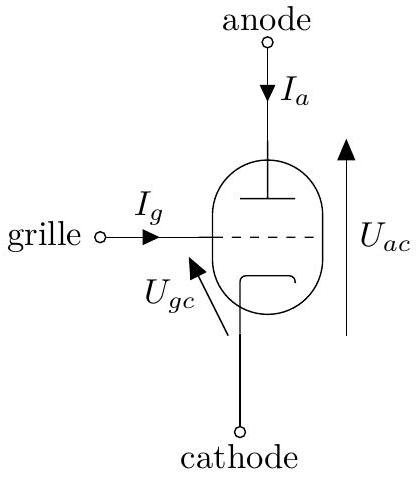 anode
I_a
I_g
grille
U_ac
U_gc
cathode